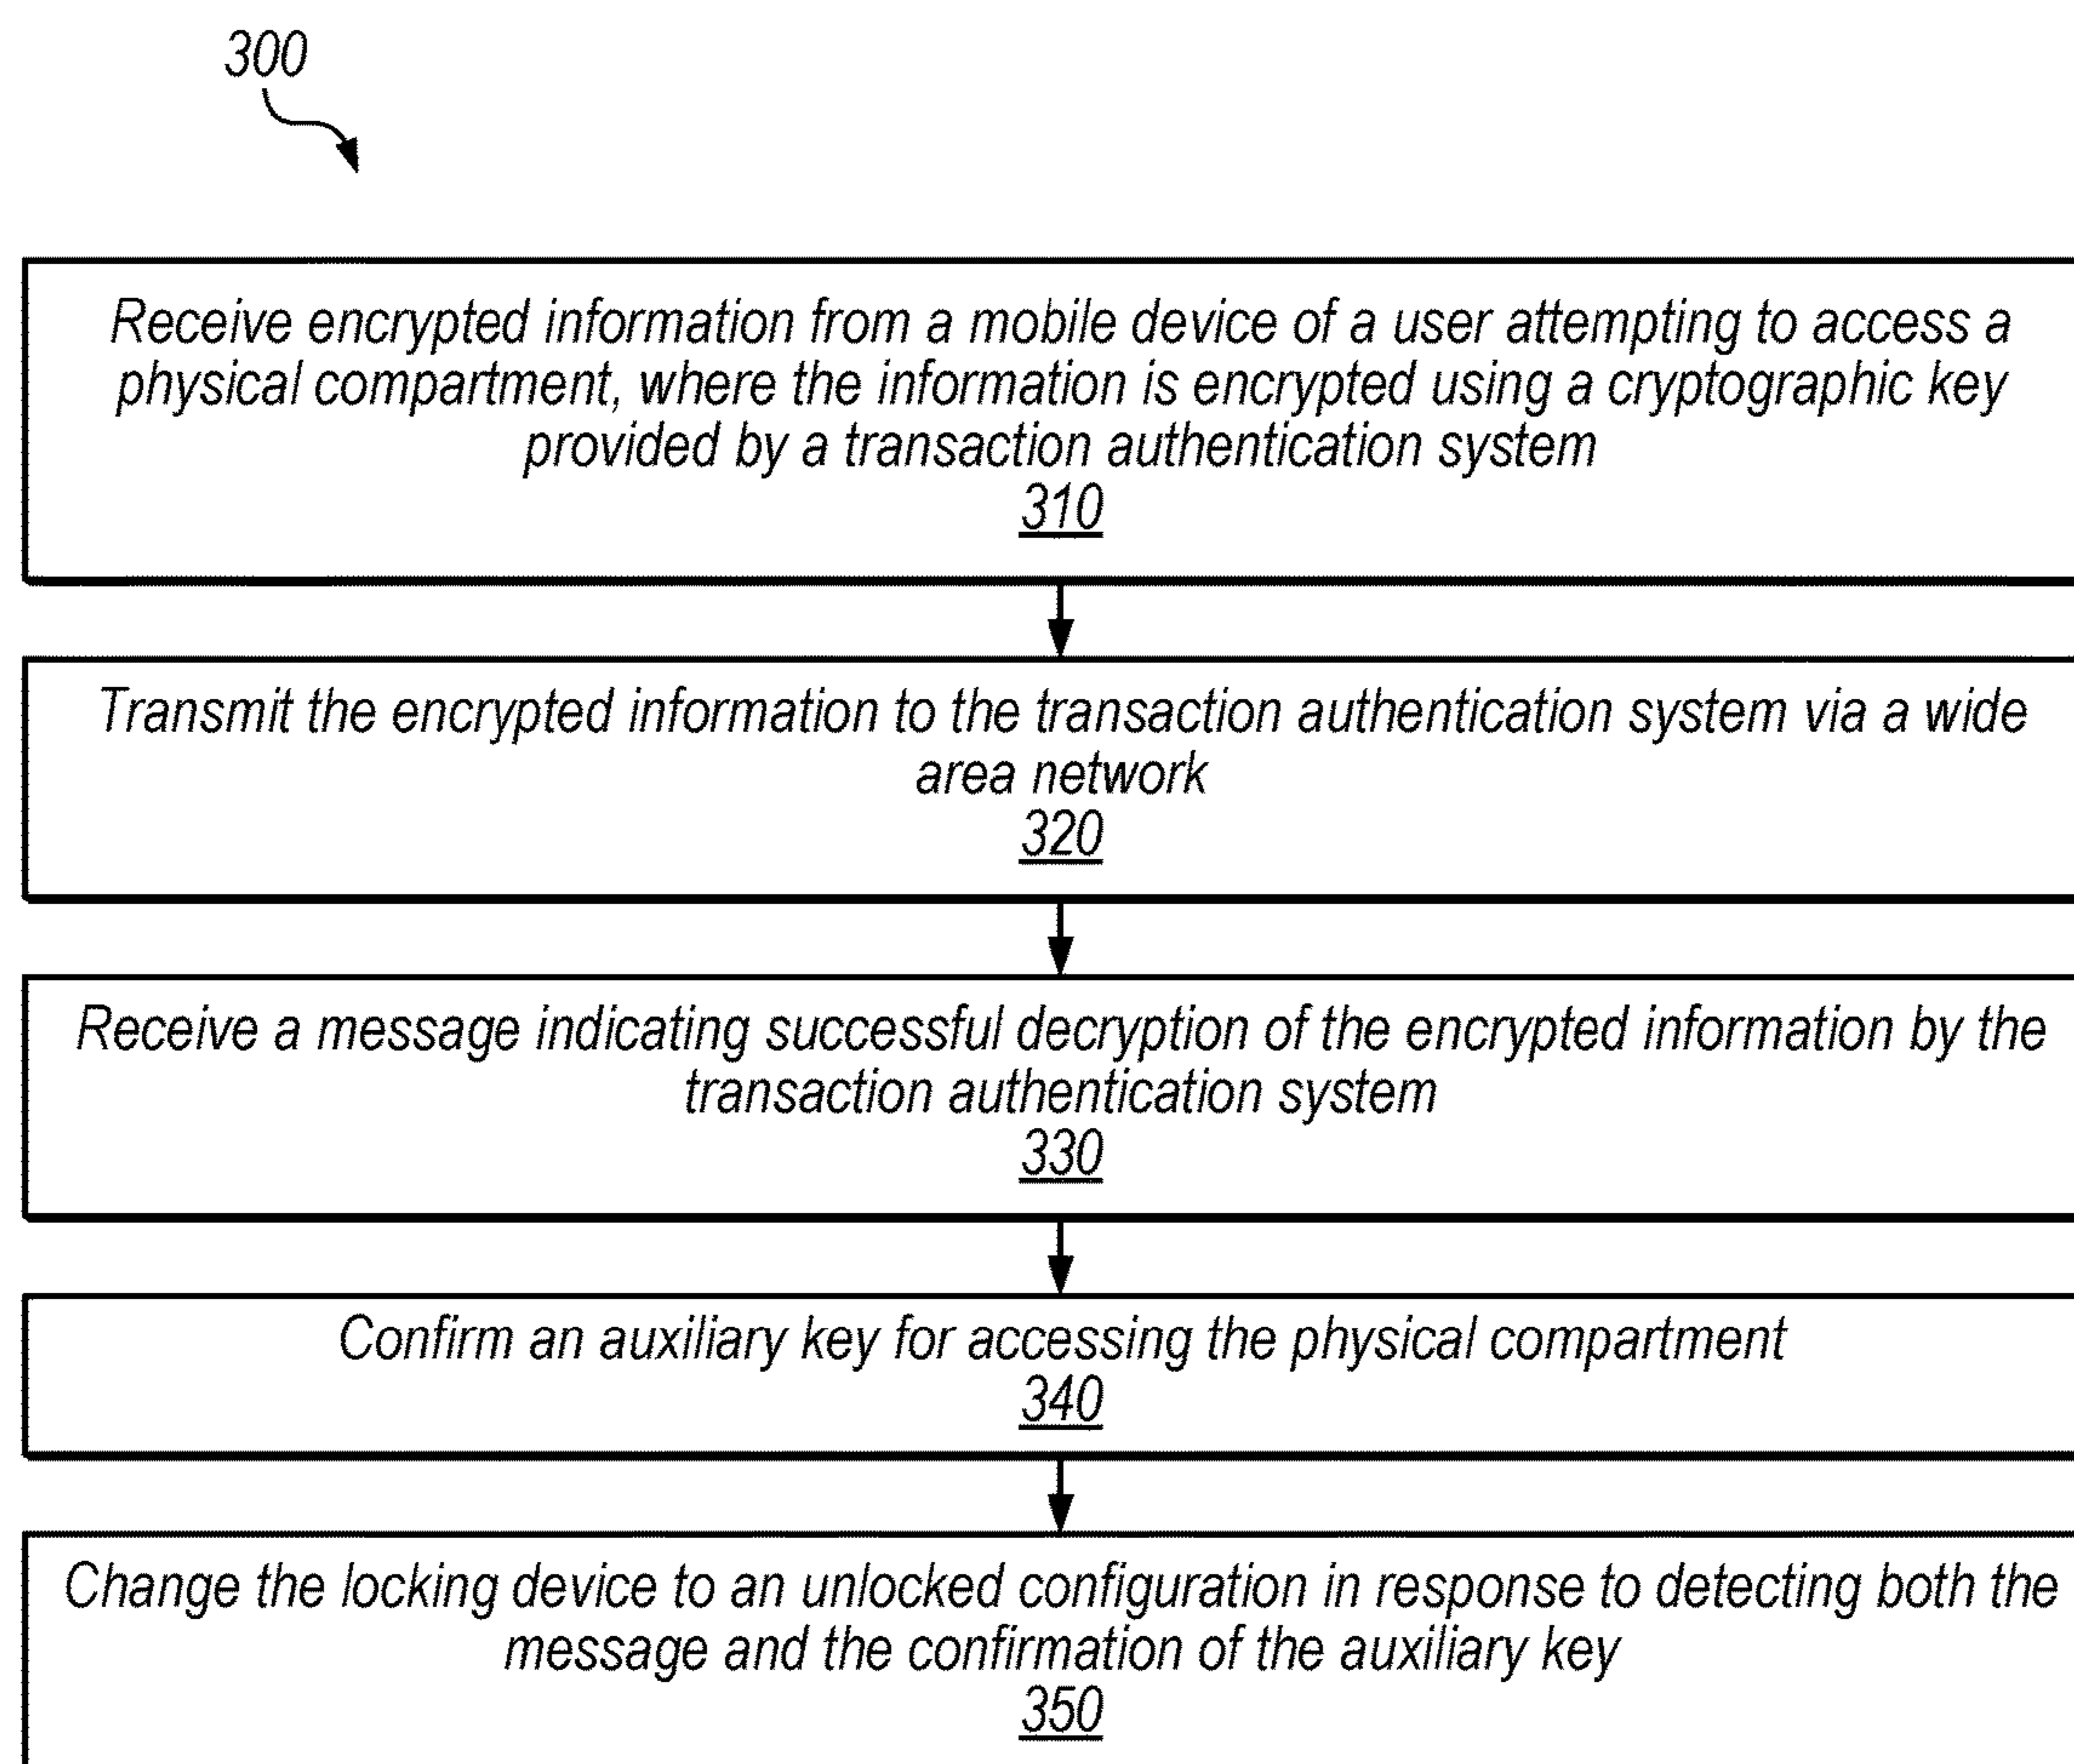 300
Receive encrypted information from a mobile device of a user attempting to access a
physical compartment, where the information is encrypted using a cryptographic key
provided by a transaction authentication system
310
Transmit the encrypted information to the transaction authentication system via a wide
area network
320
Receive a message indicating successful decryption of the encrypted information by the
transaction authentication system
330
Confirm an auxiliary key for accessing the physical compartment
340
Change the locking device to an unlocked configuration in response to detecting both the
message and the confirmation of the auxiliary key
350